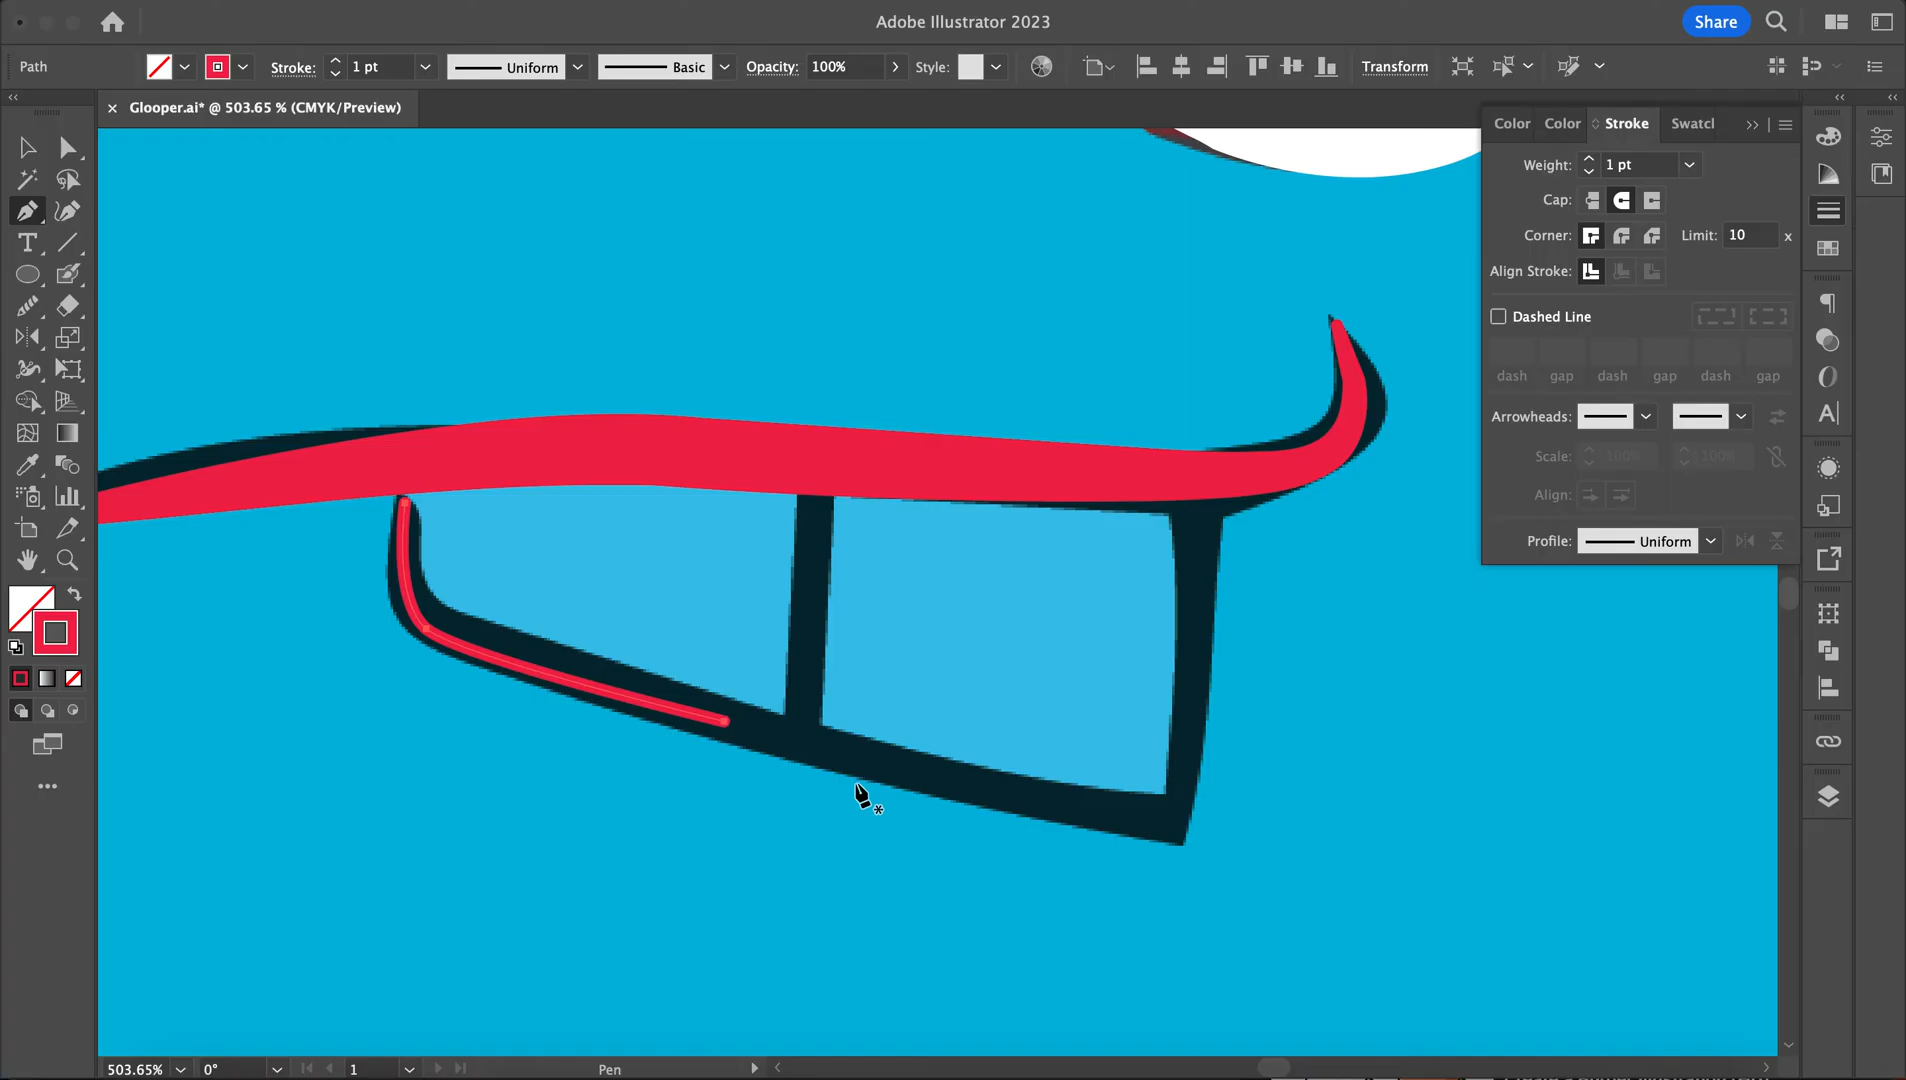 Adobe Illustrator 2023
Share
Path
Stroke:
1 pt
Uniform
Basic
Opacity:
100%
Style:
Transform
Glooper.ai* @ 503.65 % (CMYK/Preview)
Color
Color
Stroke
Swatcl
Weight:
1 pt
Cap:
Corner:
Limit:
10
x
Align Stroke:
Dashed Line
dash
gap
dash
gap
dash
gap
Arrowheads:
Scale:
100%
100%
Align:
Profile:
Uniform
503.65%
0°
1
Pen